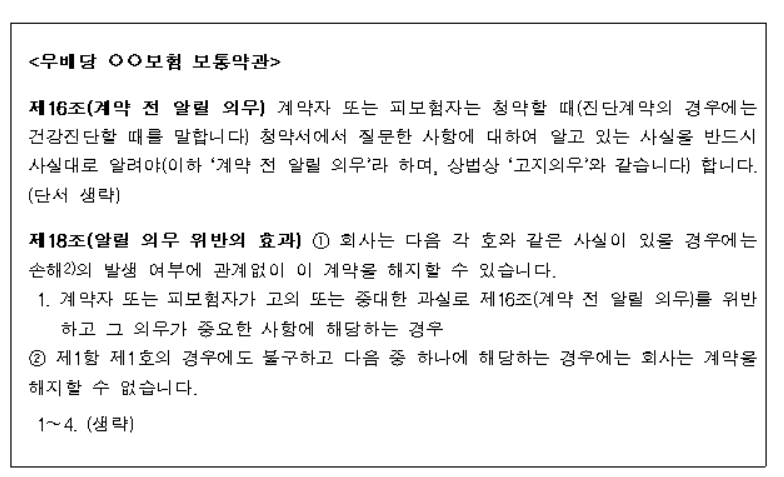 <무배당 ○○보험 보통약관>
제16조(계약 전 알릴 의무) 계약자 또는 피보험자는 청약할 때(진단계약의 경우에는
건강진단할 때를 말합니다) 청약서에서 질문한 사항에 대하여 알고 있는 사실을 반드시
사실대로 알려야(이하 ‘계약 전 알릴 의무’라 하며, 상법상 ‘고지의무’와 같습니다) 합니다.
(단서 생략)
제18조(알릴 의무 위반의 효과) ① 회사는 다음 각 호와 같은 사실이 있을 경우에는
손해2)의 발생 여부에 관계없이 이 계약을 해지할 수 있습니다.
1. 계약자 또는 피보험자가 고의 또는 중대한 과실로 제16조(계약 전 알릴 의무)를 위반
하고 그 의무가 중요한 사항에 해당하는 경우
② 제1항 제1호의 경우에도 불구하고 다음 중 하나에 해당하는 경우에는 회사는 계약을
해지할 수 없습니다.
1~4. (생략)